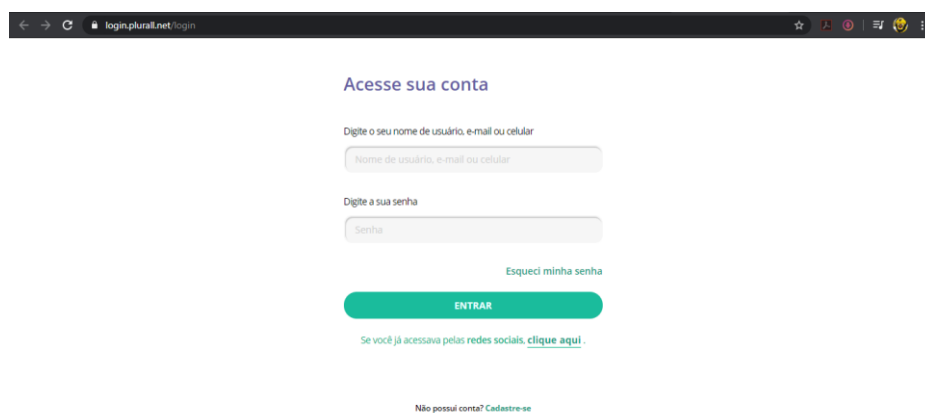 login.plurall.net/login
Acesse sua conta
Digite o seu nome de usuário, e-mail ou celular
Nome de usuário, e-mail ou celular
Digite a sua senha
Senha
Esqueci minha senha
ENTRAR
Se você já acessava pelas redes sociais, clique aqui .
Não possui conta? Cadastre-se